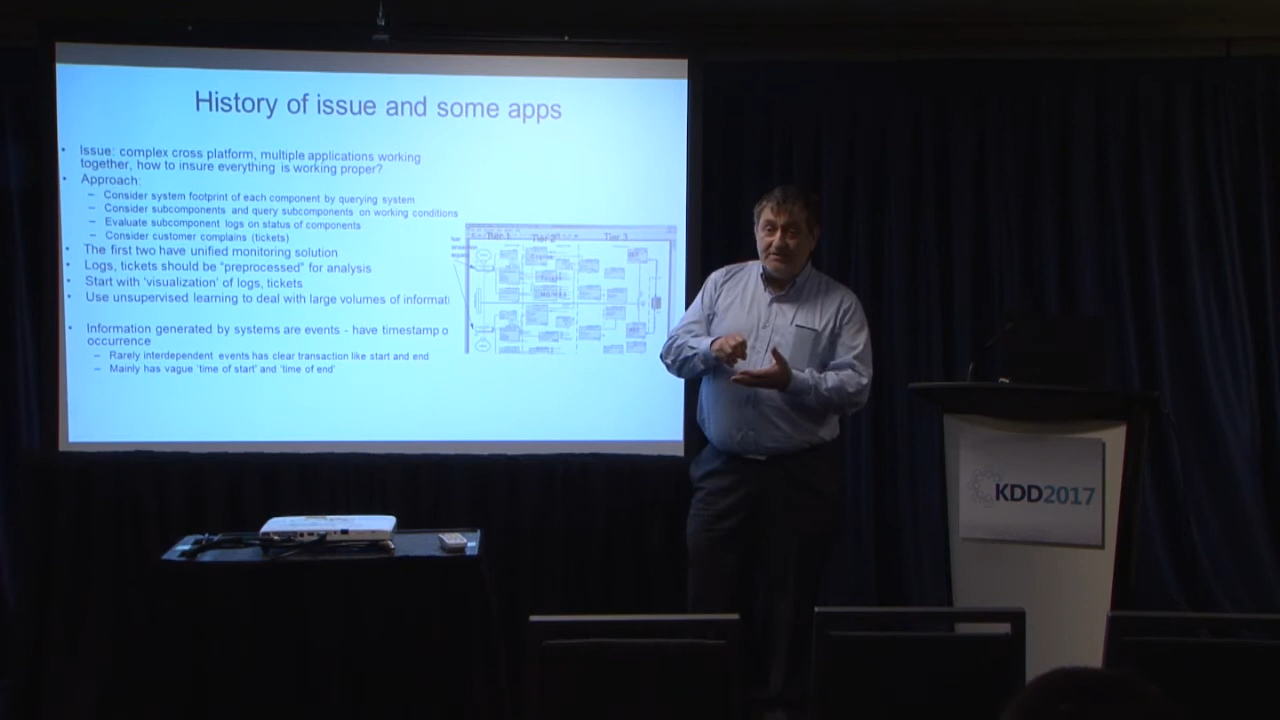 History of issue and some apps
• Issue: complex cross platform, multiple applications working
together, how to insure everything is working proper?
• Approach:
– Consider system footprint of each component by querying system
– Consider subcomponents and query subcomponents on working conditions
– Evaluate subcomponent logs on status of components
– Consider customer complains (tickets)
• The first two have unified monitoring solution
• Logs, tickets should be “preprocessed” for analysis
• Start with ‘visualization’ of logs, tickets
• Use unsupervised learning to deal with large volumes of informati
• Information generated by systems are events - have timestamp o
occurrence
– Rarely interdependent events has clear transaction like start and end
– Mainly has vague ‘time of start’ and ‘time of end’
Tier 1 Tier 2 Tier 3
KDD2017